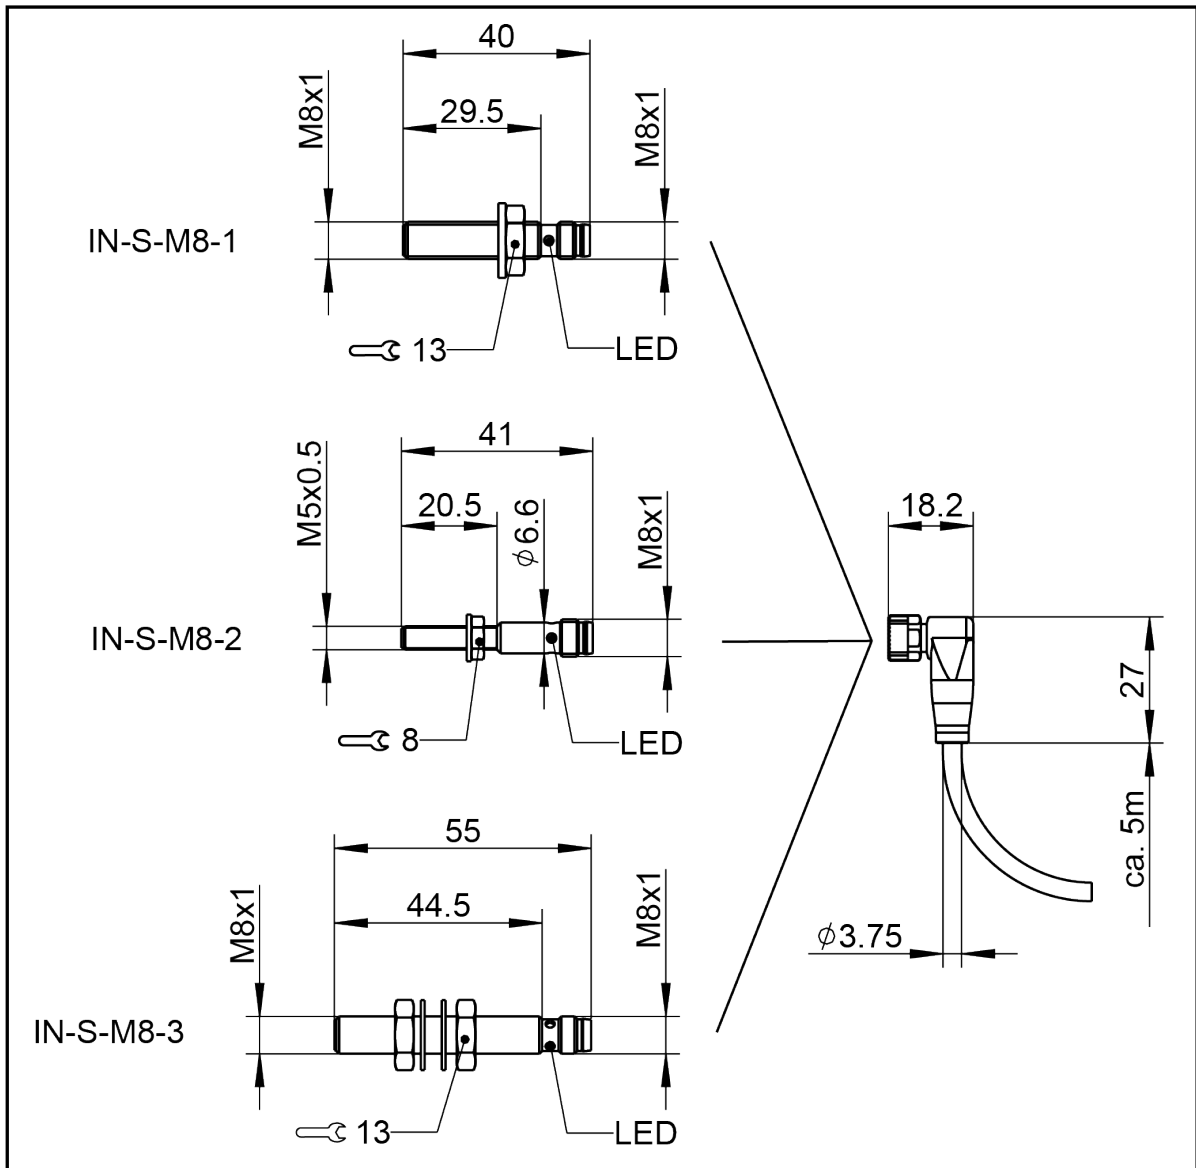 40
M8x1
29.5
M8x1
IN-S-M8-1
13
LED
41
M5x0.5
20.5
ϕ6.6
M8x1
18.2
IN-S-M8-2
27
8
LED
ca. 5m
55
M8x1
44.5
M8x1
ϕ3.75
IN-S-M8-3
13
LED